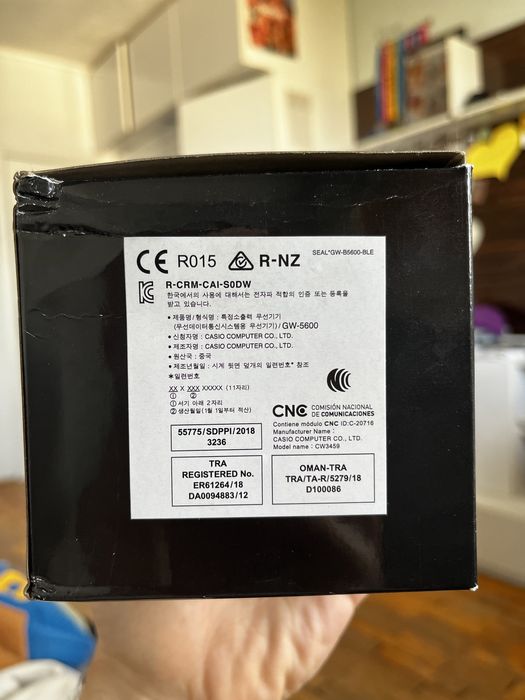 CE R015 R-NZ
SEAL*GW-B5600-BLE
R-CRM-CAI-S0DW
한국에서의 사용에 대해서는 전자파 적합의 인증 또는 등록을
받고 있습니다.
• 제품명/형식명 : 특정소출력 무선기기
(무선데이터통신시스템용 무선기기) / GW-5600
• 신청자명 : CASIO COMPUTER CO., LTD.
• 제조자명 : CASIO COMPUTER CO., LTD.
• 원산국 : 중국
• 제조년월일 : 시계 뒷면 덮개의 일련번호* 참조
*일련번호
XX X XXX XXXXX (11자리)
① ②
① 서기 아래 2자리
② 생산월일 (1월 1일부터 적산)
55775/SDPPI/2018
3236
TRA
REGISTERED No.
ER61264/18
DA0094883/12
CNC COMISIÓN NACIONAL
DE COMUNICACIONES
Contiene módulo CNC ID:C-20716
Manufacturer Name :
CASIO COMPUTER CO., LTD.
Model name : CW3459
OMAN-TRA
TRA/TA-R/5279/18
D100086